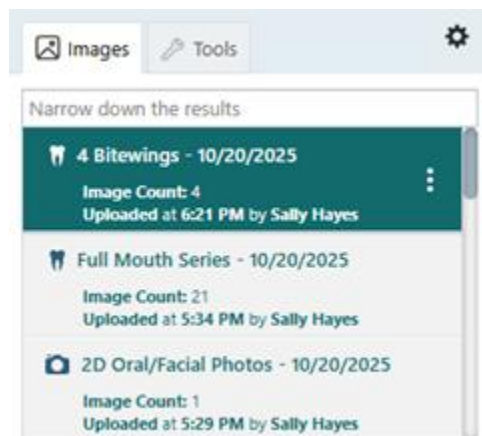 Images
Tools
Narrow down the results
4 Bitewings - 10/20/2025
Image Count: 4
Uploaded at 6:21 PM by Sally Hayes
Full Mouth Series - 10/20/2025
Image Count: 21
Uploaded at 5:34 PM by Sally Hayes
2D Oral/Facial Photos - 10/20/2025
Image Count: 1
Uploaded at 5:29 PM by Sally Hayes